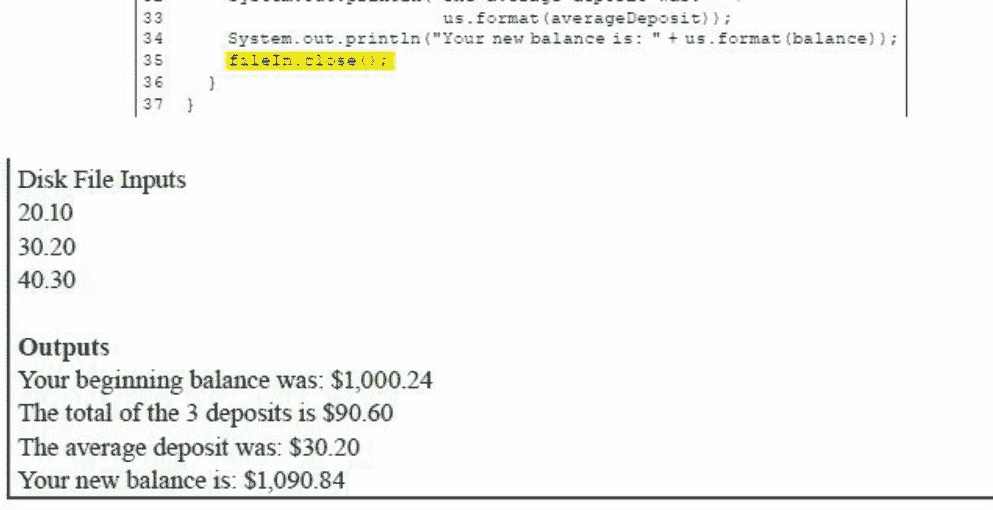 33 us.format(averageDeposit));
34 System.out.println("Your new balance is: " + us.format(balance));
35 fileIn.close();
36 }
37 }
Disk File Inputs
20.10
30.20
40.30
Outputs
Your beginning balance was: $1,000.24
The total of the 3 deposits is $90.60
The average deposit was: $30.20
Your new balance is: $1,090.84